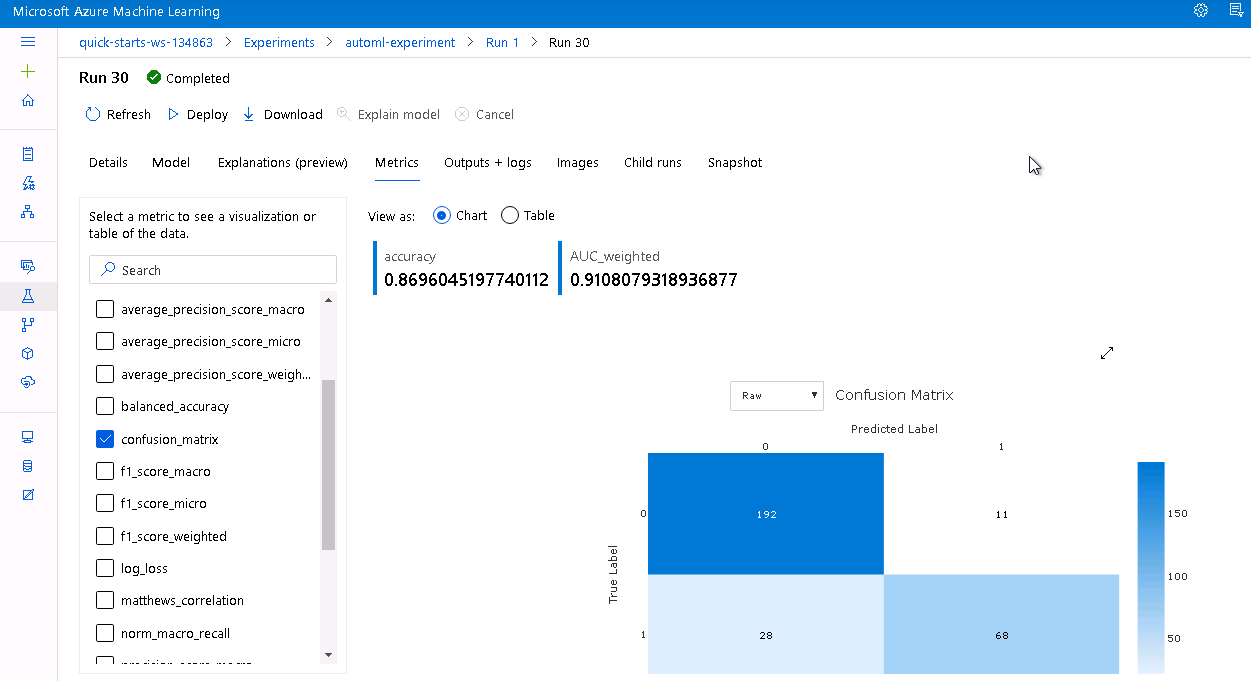 Microsoft Azure Machine Learning
quick-starts-ws-134863 > Experiments > automl-experiment > Run 1 > Run 30
Run 30 Completed
Refresh Deploy Download Explain model Cancel
Details Model Explanations (preview) Metrics Outputs + logs Images Child runs Snapshot
Select a metric to see a visualization or
table of the data.
Search
average_precision_score_macro
average_precision_score_micro
average_precision_score_weigh...
balanced_accuracy
confusion_matrix
f1_score_macro
f1_score_micro
f1_score_weighted
log_loss
matthews_correlation
norm_macro_recall
precision_score_macro
View as: Chart Table
accuracy
0.8696045197740112
AUC_weighted
0.9108079318936877
Raw
Confusion Matrix
Predicted Label
0 1
True Label
0 192 11
1 28 68
150
100
50